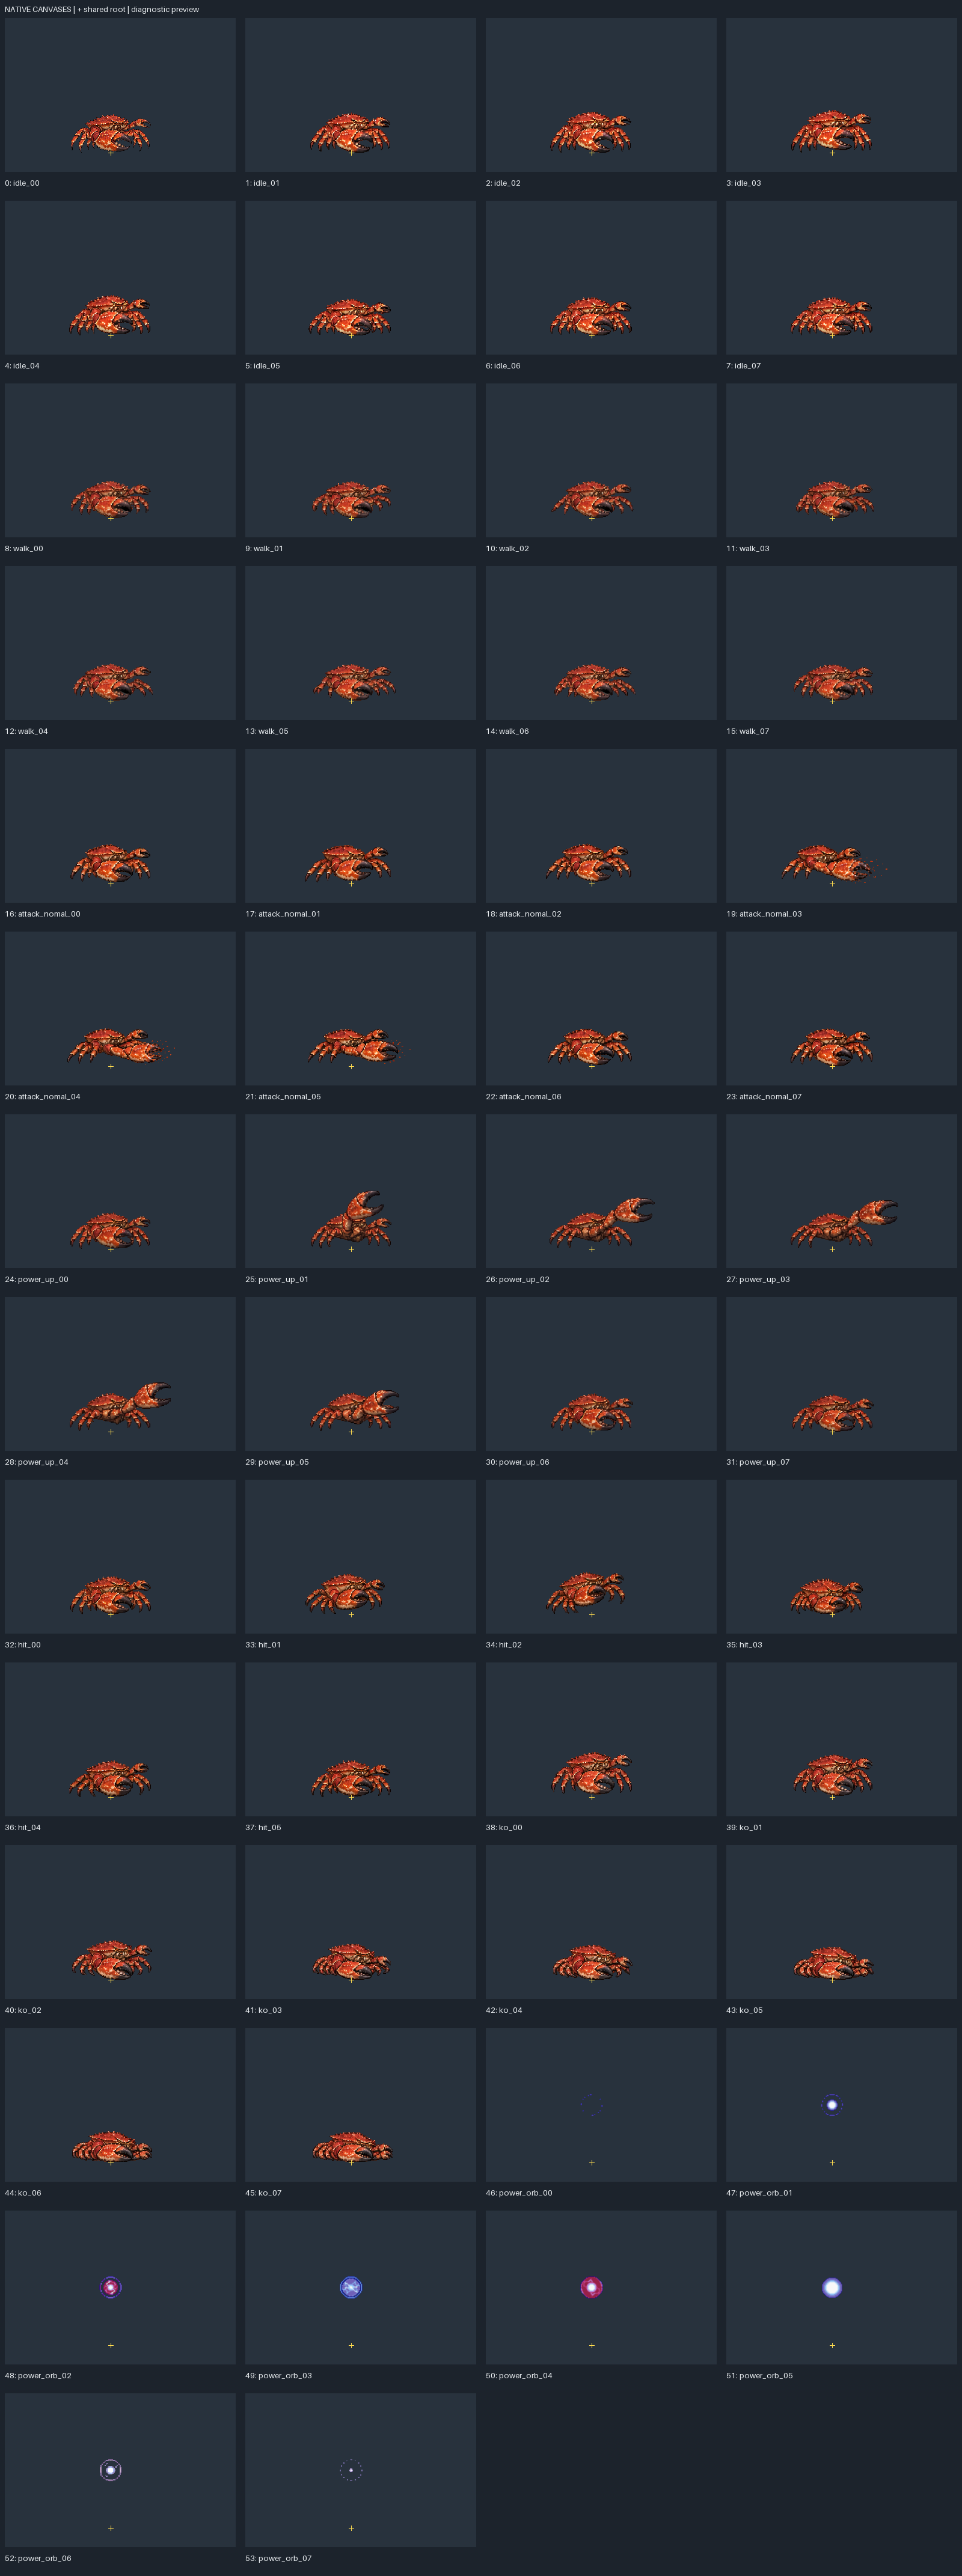 NATIVE CANVASES | + shared root | diagnostic preview
0: idle_00
1: idle_01
2: idle_02
3: idle_03
4: idle_04
5: idle_05
6: idle_06
7: idle_07
8: walk_00
9: walk_01
10: walk_02
11: walk_03
12: walk_04
13: walk_05
14: walk_06
15: walk_07
16: attack_nomal_00
17: attack_nomal_01
18: attack_nomal_02
19: attack_nomal_03
20: attack_nomal_04
21: attack_nomal_05
22: attack_nomal_06
23: attack_nomal_07
24: power_up_00
25: power_up_01
26: power_up_02
27: power_up_03
28: power_up_04
29: power_up_05
30: power_up_06
31: power_up_07
32: hit_00
33: hit_01
34: hit_02
35: hit_03
36: hit_04
37: hit_05
38: ko_00
39: ko_01
40: ko_02
41: ko_03
42: ko_04
43: ko_05
44: ko_06
45: ko_07
46: power_orb_00
47: power_orb_01
48: power_orb_02
49: power_orb_03
50: power_orb_04
51: power_orb_05
52: power_orb_06
53: power_orb_07